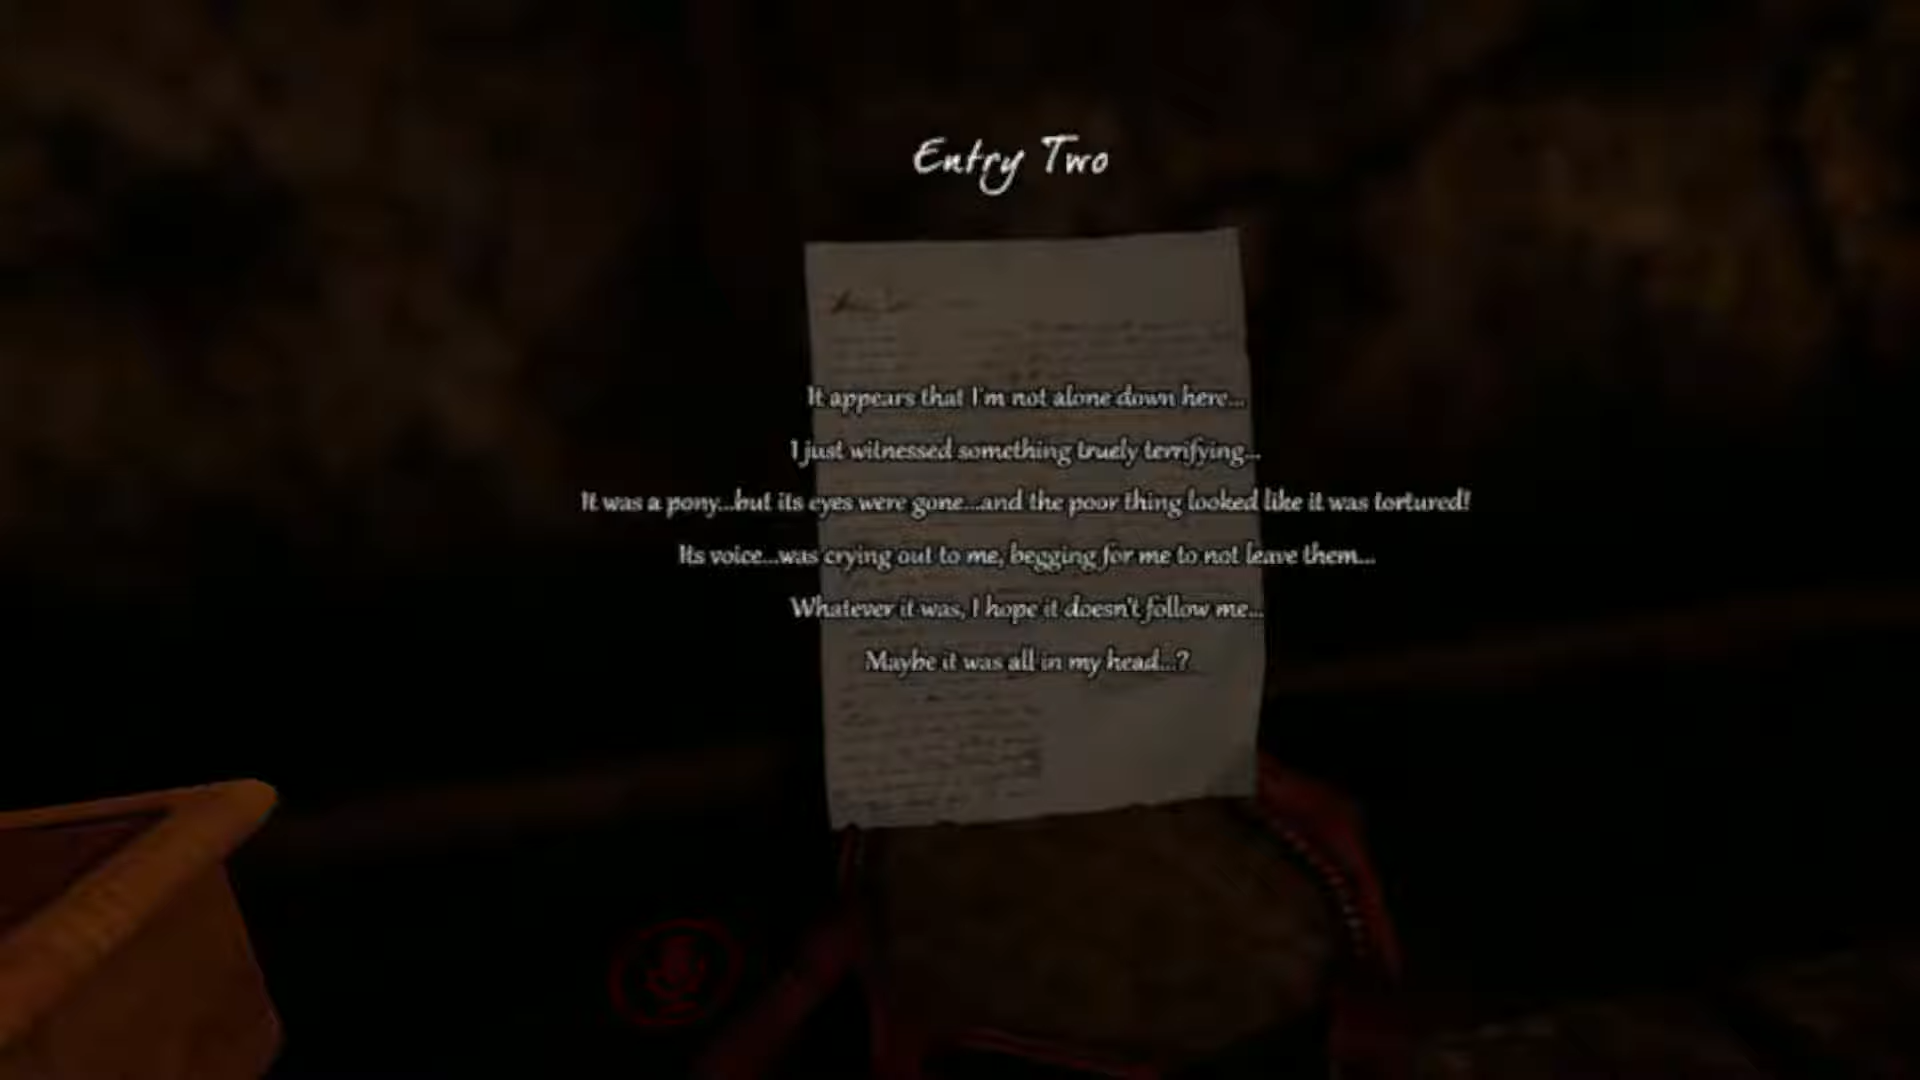 Entry Two
It appears that I'm not alone down here...
I just witnessed something truely terrifying...
It was a pony...but its eyes were gone...and the poor thing looked like it was tortured!
Its voice...was crying out to me, begging for me to not leave them...
Whatever it was, I hope it doesn't follow me...
Maybe it was all in my head...?